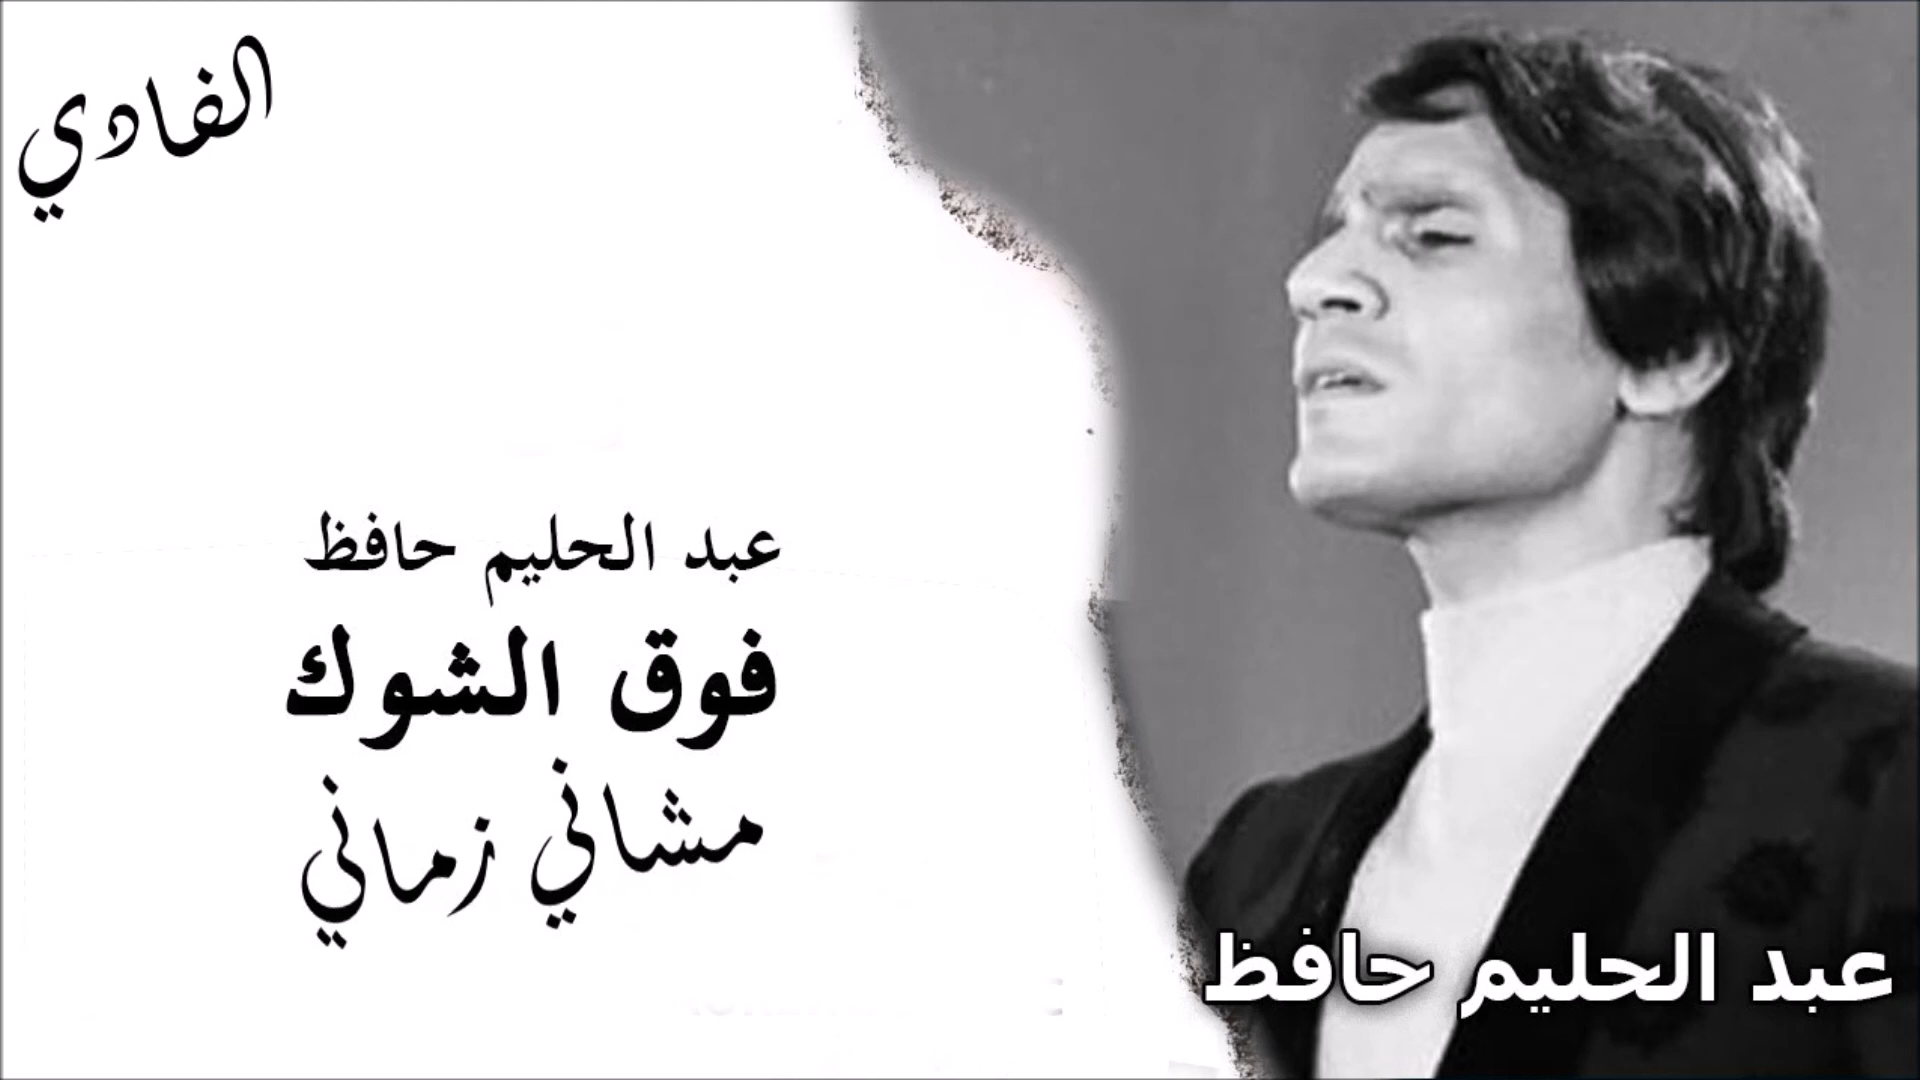 الفادي
عبد الحليم حافظ
فوق الشوك
مشاني زماني
عبد الحليم حافظ